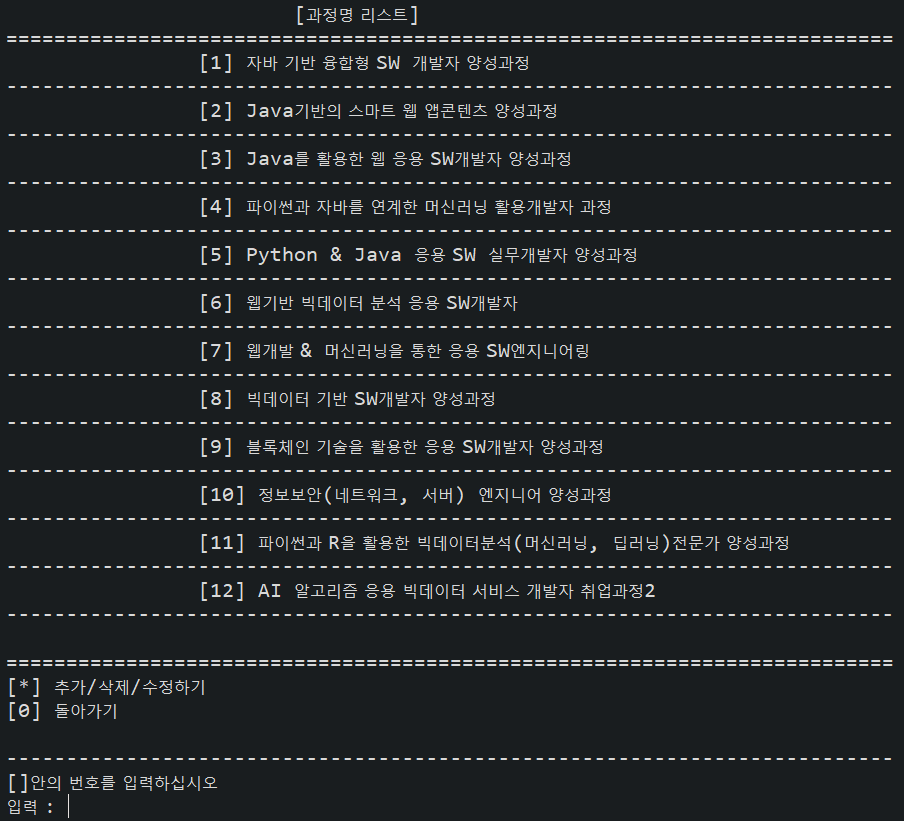 [과정명 리스트]
==========================================================================
[1] 자바 기반 융합형 SW 개발자 양성과정
--------------------------------------------------------------------------
[2] Java기반의 스마트 웹 앱콘텐츠 양성과정
--------------------------------------------------------------------------
[3] Java를 활용한 웹 응용 SW개발자 양성과정
--------------------------------------------------------------------------
[4] 파이썬과 자바를 연계한 머신러닝 활용개발자 과정
--------------------------------------------------------------------------
[5] Python & Java 응용 SW 실무개발자 양성과정
--------------------------------------------------------------------------
[6] 웹기반 빅데이터 분석 응용 SW개발자
--------------------------------------------------------------------------
[7] 웹개발 & 머신러닝을 통한 응용 SW엔지니어링
--------------------------------------------------------------------------
[8] 빅데이터 기반 SW개발자 양성과정
--------------------------------------------------------------------------
[9] 블록체인 기술을 활용한 응용 SW개발자 양성과정
--------------------------------------------------------------------------
[10] 정보보안(네트워크, 서버) 엔지니어 양성과정
--------------------------------------------------------------------------
[11] 파이썬과 R을 활용한 빅데이터분석(머신러닝, 딥러닝)전문가 양성과정
--------------------------------------------------------------------------
[12] AI 알고리즘 응용 빅데이터 서비스 개발자 취업과정2
--------------------------------------------------------------------------
==========================================================================
[*] 추가/삭제/수정하기
[0] 돌아가기
--------------------------------------------------------------------------
[]안의 번호를 입력하십시오
입력 :